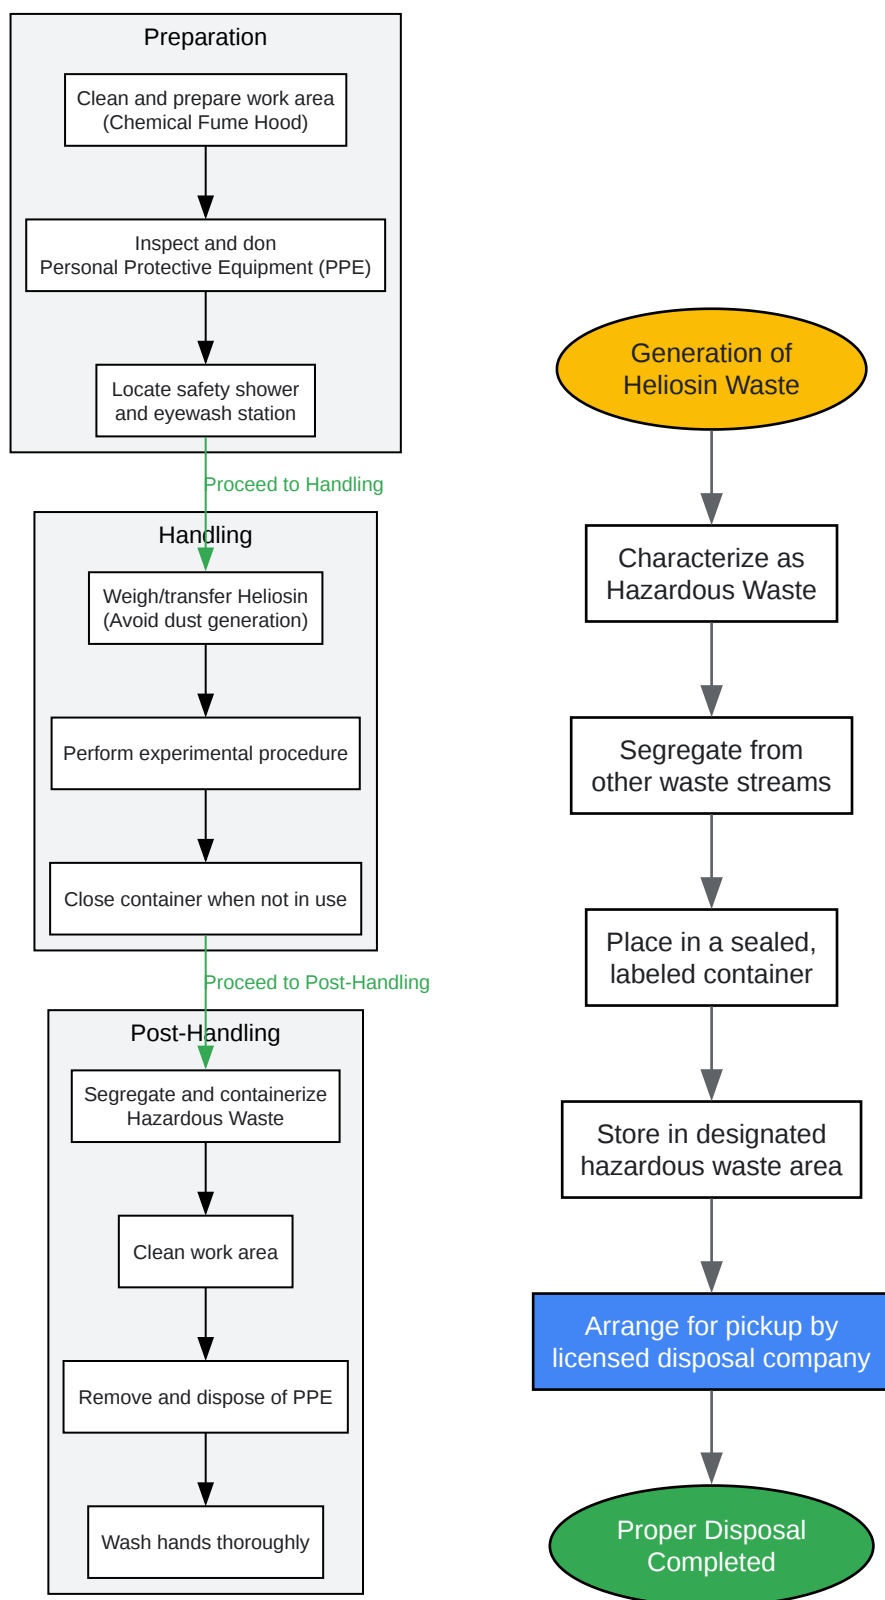 Preparation
Clean and prepare work area
(Chemical Fume Hood)
Inspect and don
Personal Protective Equipment (PPE)
Locate safety shower
and eyewash station
Proceed to Handling
Handling
Weigh/transfer Heliosin
(Avoid dust generation)
Perform experimental procedure
Close container when not in use
Proceed to Post-Handling
Post-Handling
Segregate and containerize
Hazardous Waste
Clean work area
Remove and dispose of PPE
Wash hands thoroughly
Generation of
Heliosin Waste
Characterize as
Hazardous Waste
Segregate from
other waste streams
Place in a sealed,
labeled container
Store in designated
hazardous waste area
Arrange for pickup by
licensed disposal company
Proper Disposal
Completed